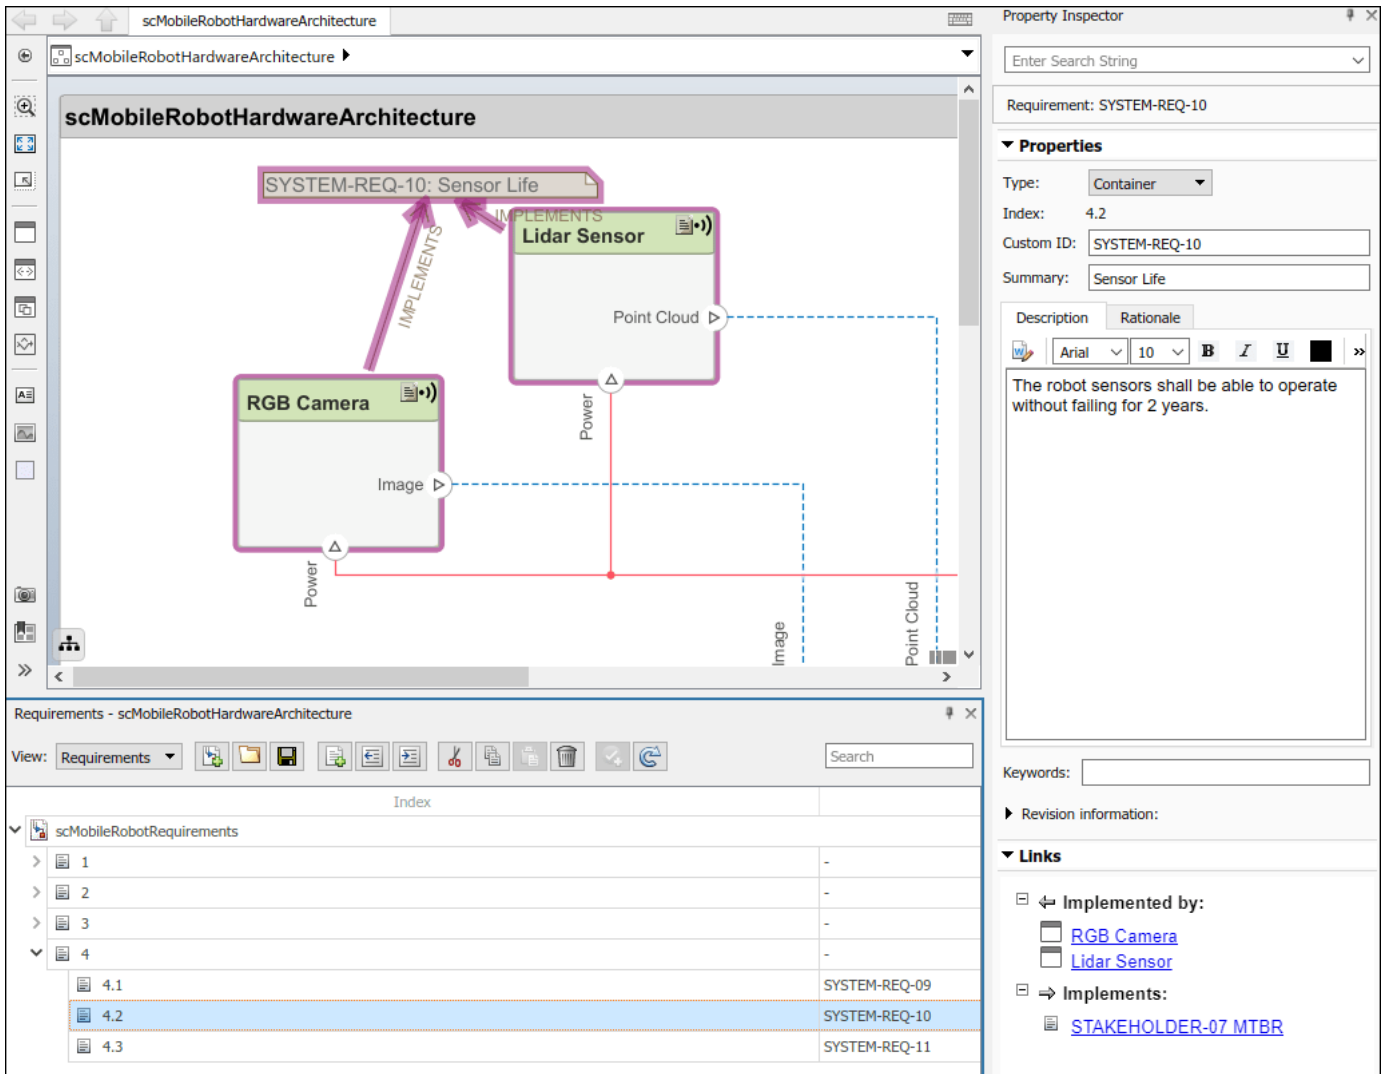 scMobileRobotHardwareArchitecture
scMobileRobotHardwareArchitecture
scMobileRobotHardwareArchitecture
SYSTEM-REQ-10: Sensor Life
IMPLEMENTS
IMPLEMENTS
Lidar Sensor
Point Cloud
Power
RGB Camera
Image
Power
Image
Point Cloud
Requirements - scMobileRobotHardwareArchitecture
View: Requirements
Search
Index
scMobileRobotRequirements
1 -
2 -
3 -
4 -
4.1 SYSTEM-REQ-09
4.2 SYSTEM-REQ-10
4.3 SYSTEM-REQ-11
Property Inspector
Enter Search String
Requirement: SYSTEM-REQ-10
Properties
Type: Container
Index: 4.2
Custom ID: SYSTEM-REQ-10
Summary: Sensor Life
Description Rationale
Arial 10 B I U »
The robot sensors shall be able to operate
without failing for 2 years.
Keywords:
Revision information:
Links
Implemented by:
RGB Camera
Lidar Sensor
Implements:
STAKEHOLDER-07 MTBR